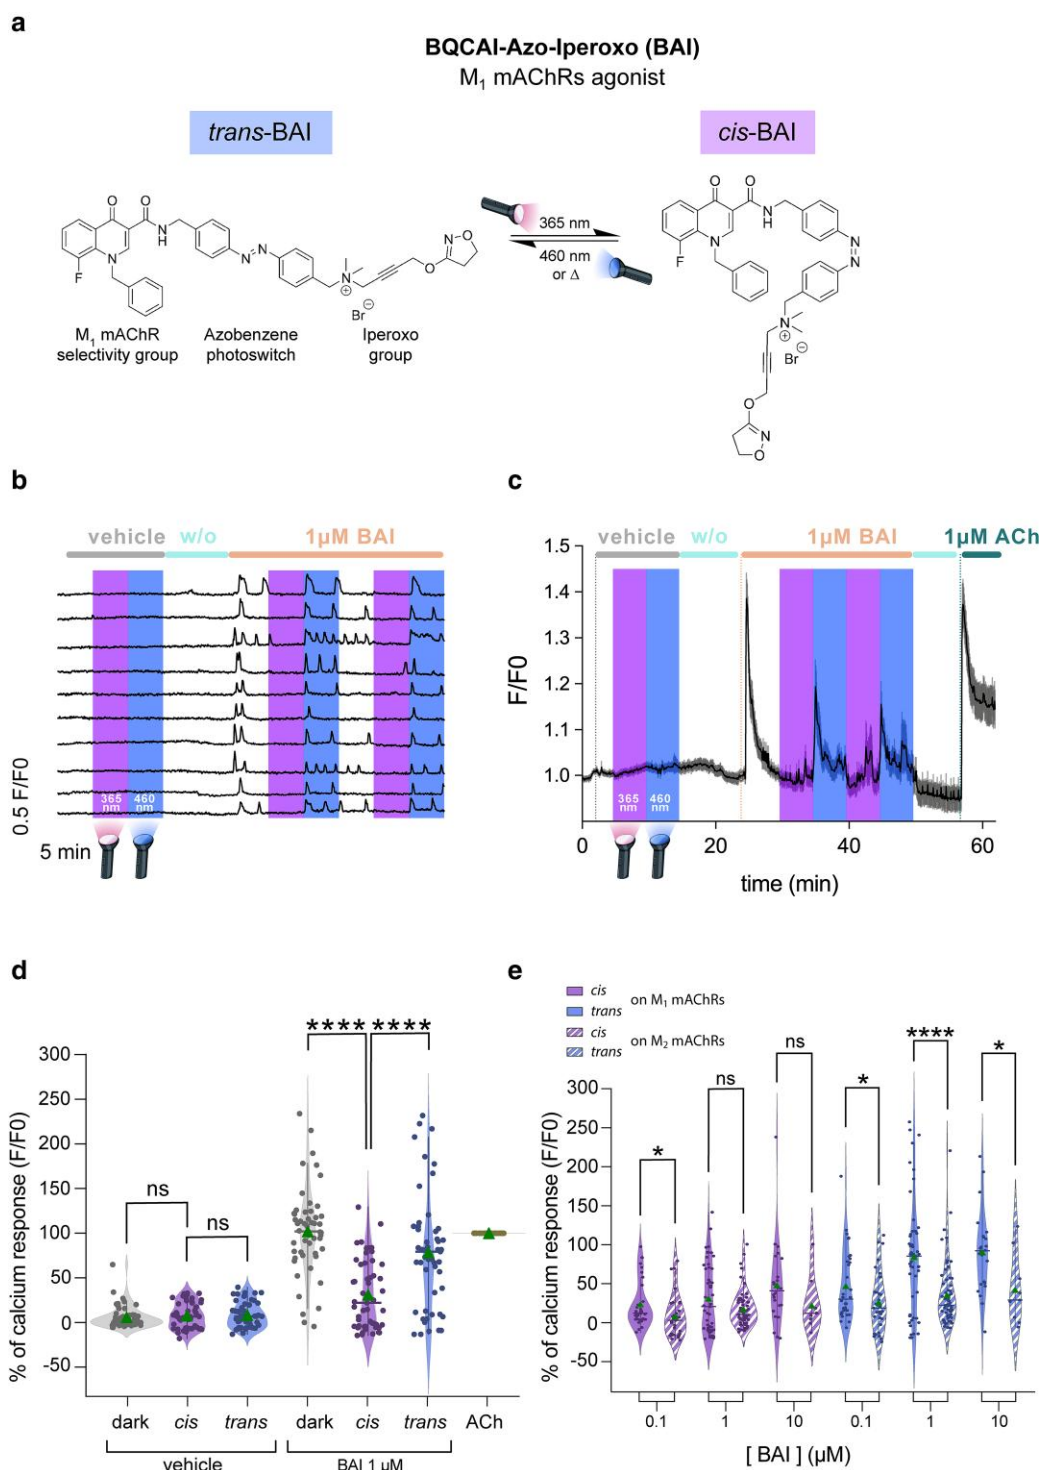 a
BQCAI-Azo-Iperoxo (BAI)
M₁ mAChRs agonist
trans-BAI
cis-BAI
O O
N H
F
N
N N
N ⊕
Br ⊖
O
N O
365 nm
460 nm
or Δ
O O
N H
F
N
N
N
N ⊕
Br ⊖
O
N
O
M₁ mAChR
selectivity group
Azobenzene
photoswitch
Iperoxo
group
b
vehicle w/o 1μM BAI
0.5 F/F0
365 nm
460 nm
5 min
c
vehicle w/o 1μM BAI 1μM ACh
1.5
1.4
1.3
1.2
1.1
1.0
F/F0
365 nm
460 nm
0 20 40 60
time (min)
d
**** ****
ns
ns
300
250
200
150
100
50
0
-50
% of calcium response (F/F0)
dark cis trans dark cis trans ACh
vehicle BAI 1 μM
e
cis
trans
on M₁ mAChRs
cis
trans
on M₂ mAChRs
* ns ns * **** *
300
250
200
150
100
50
0
-50
% of calcium response (F/F0)
0.1 1 10 0.1 1 10
[ BAI ] (μM)